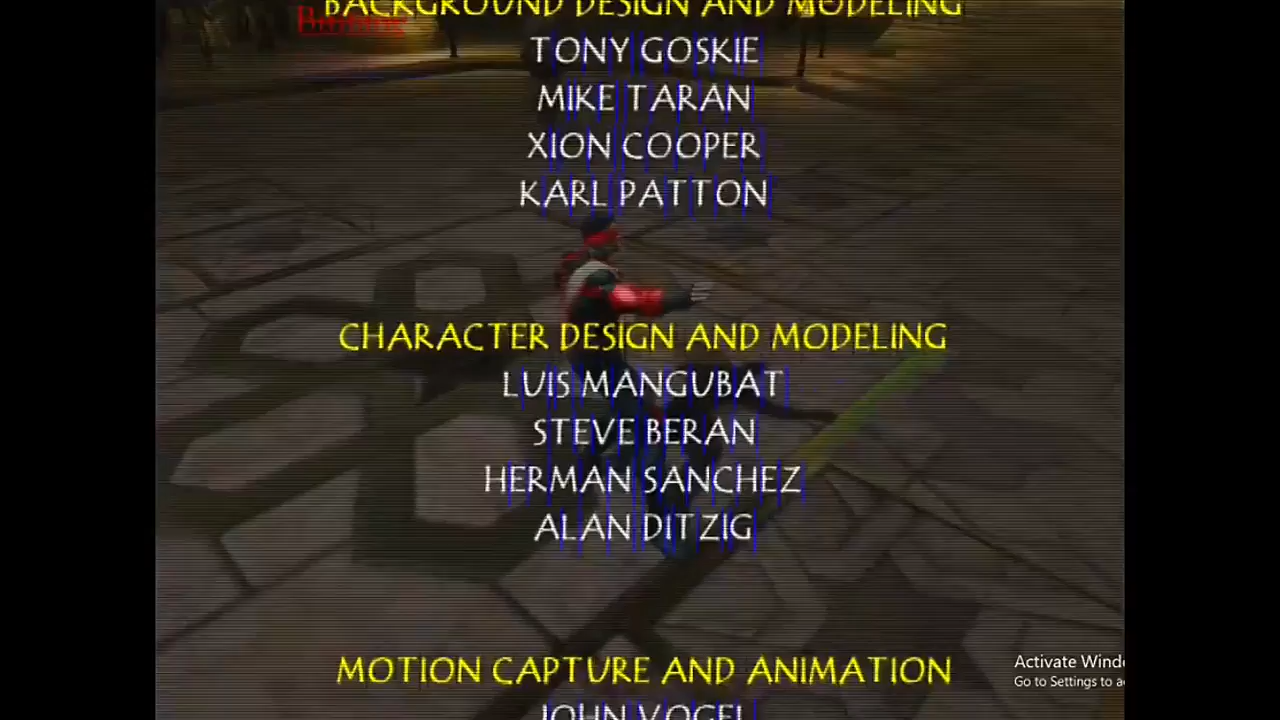 BACKGROUND DESIGN AND MODELING
TONY GOSKIE
MIKE TARAN
XION COOPER
KARL PATTON
CHARACTER DESIGN AND MODELING
LUIS MANGUBAT
STEVE BERAN
HERMAN SANCHEZ
ALAN DITZIG
MOTION CAPTURE AND ANIMATION
JOHN VOGEL
Activate Wind
Go to Settings to a